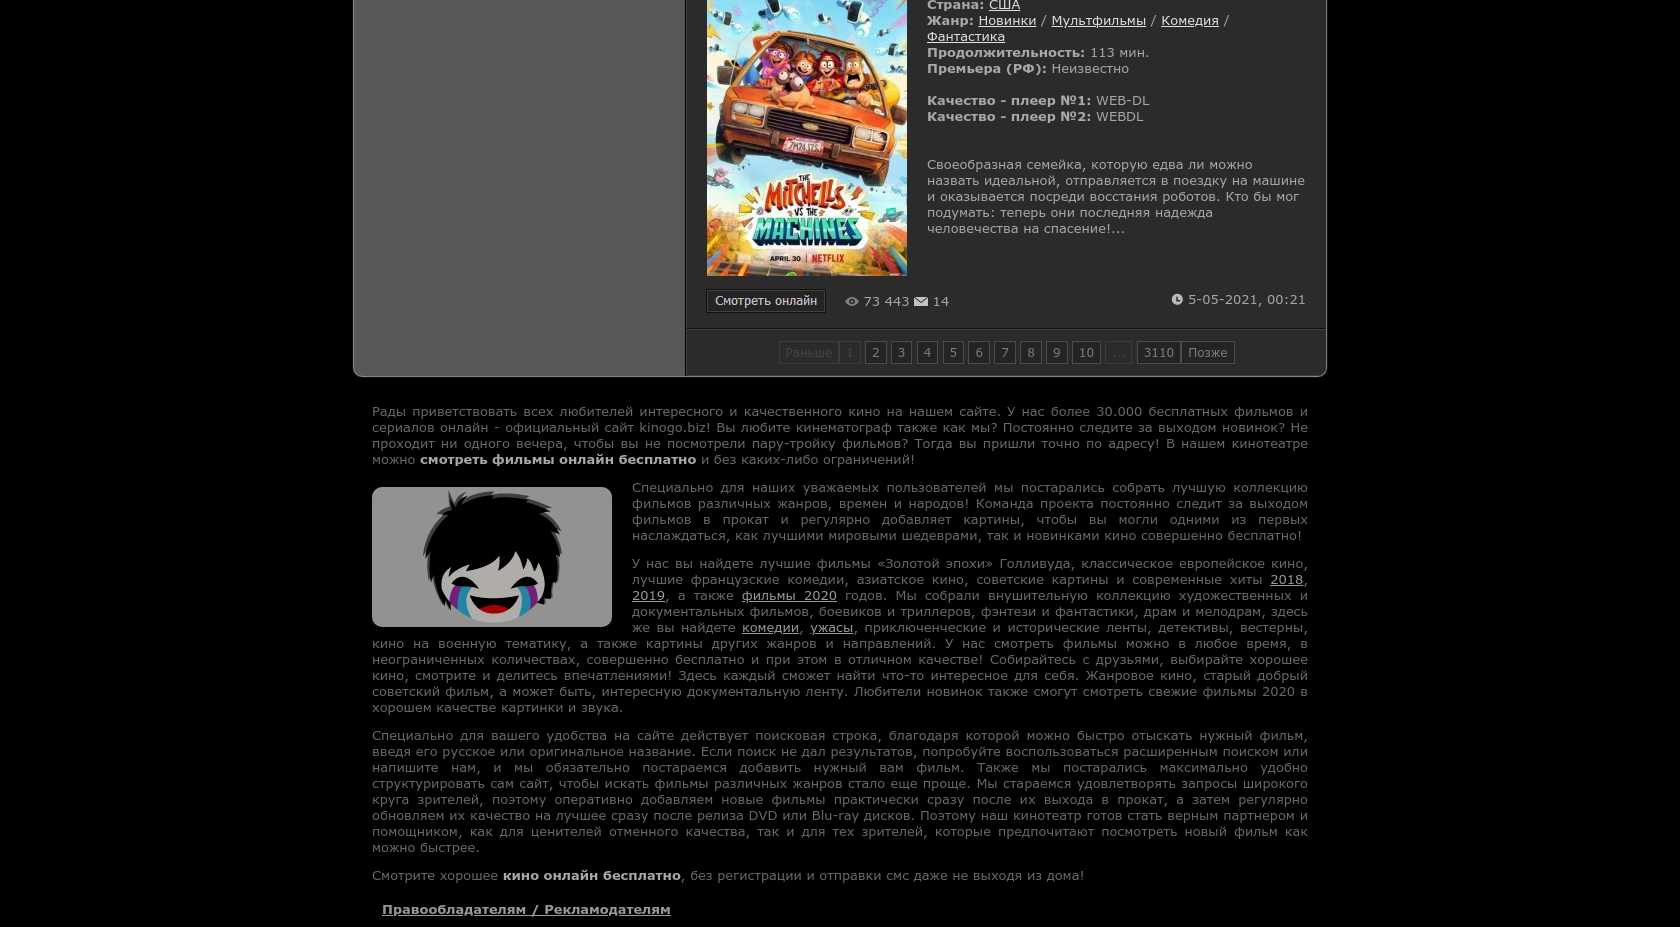 Страна: США
Жанр: Новинки / Мультфильмы / Комедия /
Фантастика
Продолжительность: 113 мин.
Премьера (РФ): Неизвестно
Качество - плеер №1: WEB-DL
Качество - плеер №2: WEBDL
Своеобразная семейка, которую едва ли можно
назвать идеальной, отправляется в поездку на машине
и оказывается посреди восстания роботов. Кто бы мог
подумать: теперь они последняя надежда
человечества на спасение!...
THE
MITCHELLS
VS THE
MACHINES
APRIL 30 | NETFLIX
Смотреть онлайн 73 443 14 5-05-2021, 00:21
Раньше 1 2 3 4 5 6 7 8 9 10 ... 3110 Позже
Рады приветствовать всех любителей интересного и качественного кино на нашем сайте. У нас более 30.000 бесплатных фильмов и
сериалов онлайн - официальный сайт kinogo.biz! Вы любите кинематограф также как мы? Постоянно следите за выходом новинок? Не
проходит ни одного вечера, чтобы вы не посмотрели пару-тройку фильмов? Тогда вы пришли точно по адресу! В нашем кинотеатре
можно смотреть фильмы онлайн бесплатно и без каких-либо ограничений!
Специально для наших уважаемых пользователей мы постарались собрать лучшую коллекцию
фильмов различных жанров, времен и народов! Команда проекта постоянно следит за выходом
фильмов в прокат и регулярно добавляет картины, чтобы вы могли одними из первых
наслаждаться, как лучшими мировыми шедеврами, так и новинками кино совершенно бесплатно!
У нас вы найдете лучшие фильмы «Золотой эпохи» Голливуда, классическое европейское кино,
лучшие французские комедии, азиатское кино, советские картины и современные хиты 2018,
2019, а также фильмы 2020 годов. Мы собрали внушительную коллекцию художественных и
документальных фильмов, боевиков и триллеров, фэнтези и фантастики, драм и мелодрам, здесь
же вы найдете комедии, ужасы, приключенческие и исторические ленты, детективы, вестерны,
кино на военную тематику, а также картины других жанров и направлений. У нас смотреть фильмы можно в любое время, в
неограниченных количествах, совершенно бесплатно и при этом в отличном качестве! Собирайтесь с друзьями, выбирайте хорошее
кино, смотрите и делитесь впечатлениями! Здесь каждый сможет найти что-то интересное для себя. Жанровое кино, старый добрый
советский фильм, а может быть, интересную документальную ленту. Любители новинок также смогут смотреть свежие фильмы 2020 в
хорошем качестве картинки и звука.
Специально для вашего удобства на сайте действует поисковая строка, благодаря которой можно быстро отыскать нужный фильм,
введя его русское или оригинальное название. Если поиск не дал результатов, попробуйте воспользоваться расширенным поиском или
напишите нам, и мы обязательно постараемся добавить нужный вам фильм. Также мы постарались максимально удобно
структурировать сам сайт, чтобы искать фильмы различных жанров стало еще проще. Мы стараемся удовлетворять запросы широкого
круга зрителей, поэтому оперативно добавляем новые фильмы практически сразу после их выхода в прокат, а затем регулярно
обновляем их качество на лучшее сразу после релиза DVD или Blu-ray дисков. Поэтому наш кинотеатр готов стать верным партнером и
помощником, как для ценителей отменного качества, так и для тех зрителей, которые предпочитают посмотреть новый фильм как
можно быстрее.
Смотрите хорошее кино онлайн бесплатно, без регистрации и отправки смс даже не выходя из дома!
Правообладателям / Рекламодателям